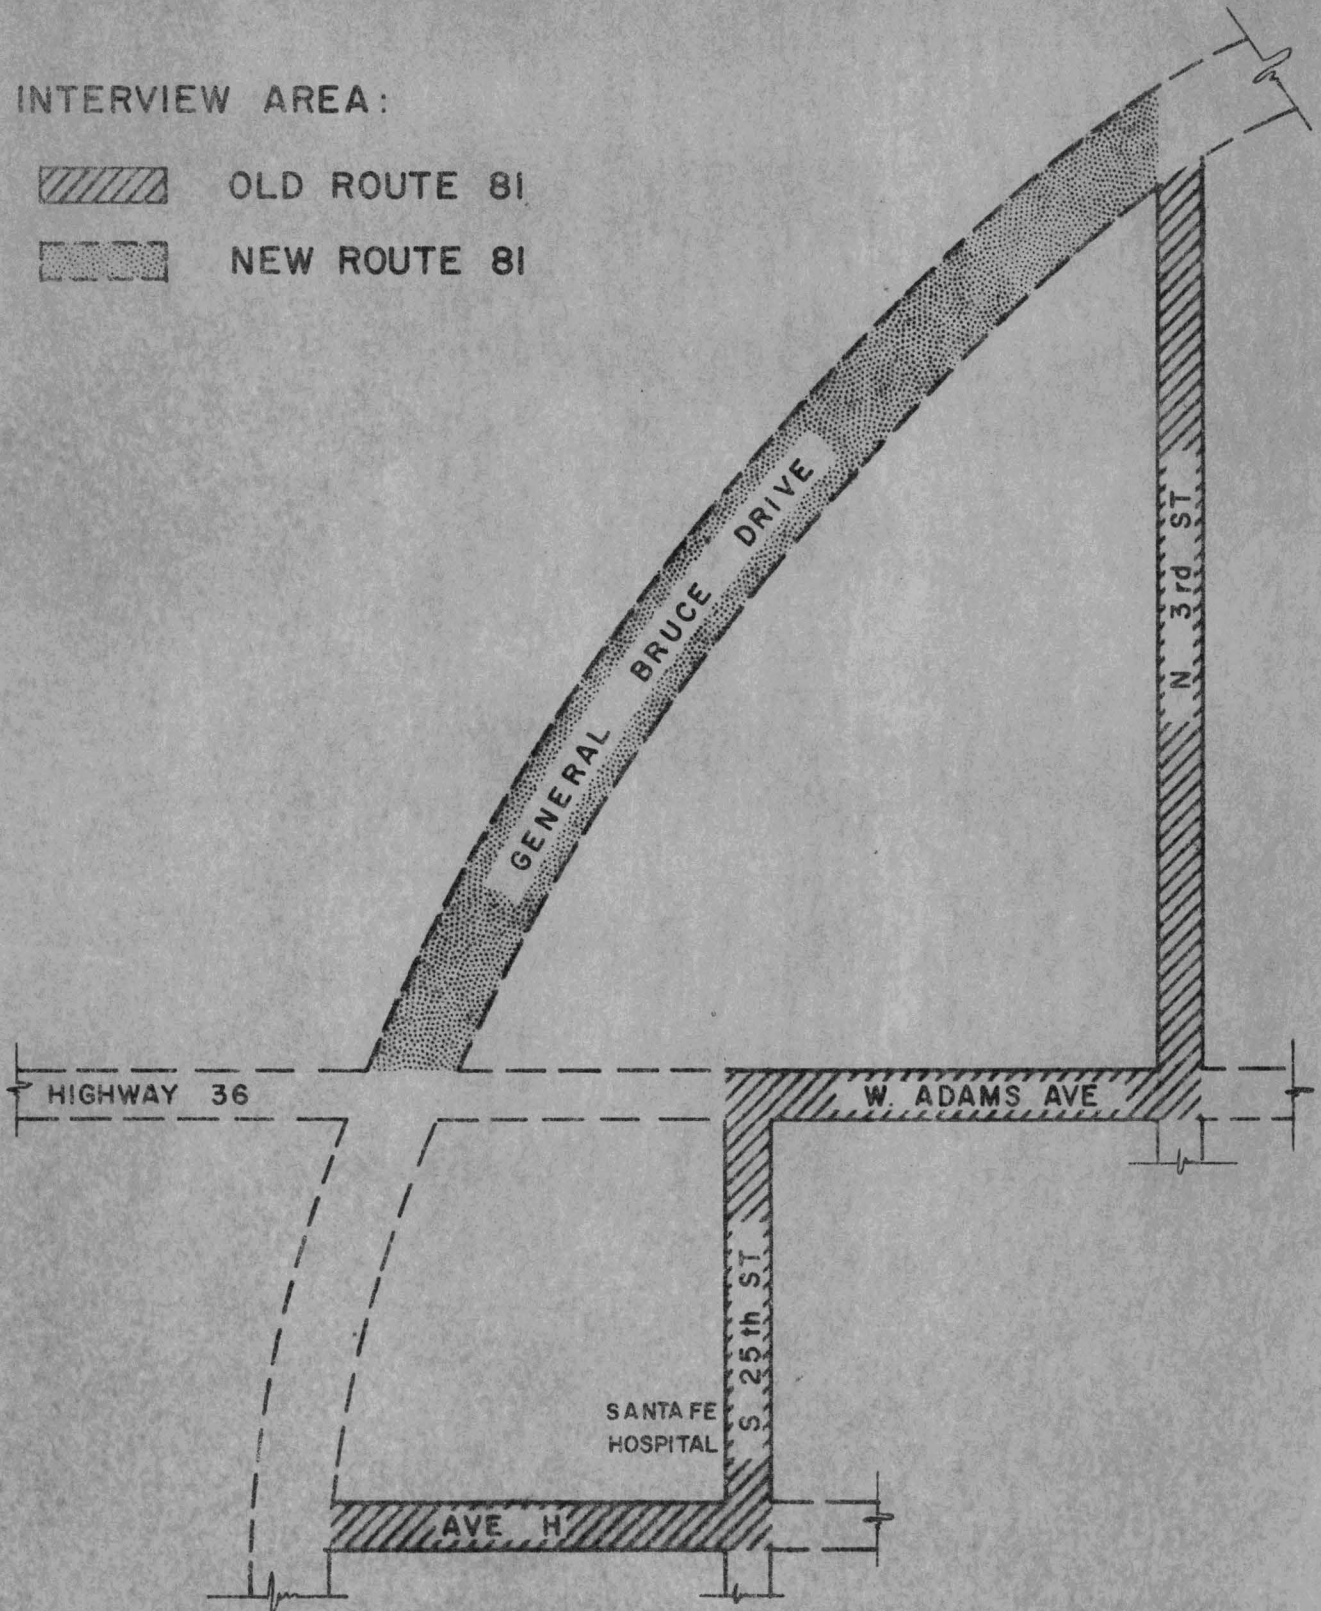 INTERVIEW AREA:
OLD ROUTE 81
NEW ROUTE 81
GENERAL BRUCE DRIVE
N 3rd ST
HIGHWAY 36
W. ADAMS AVE
S 25th ST
SANTA FE
HOSPITAL
AVE H